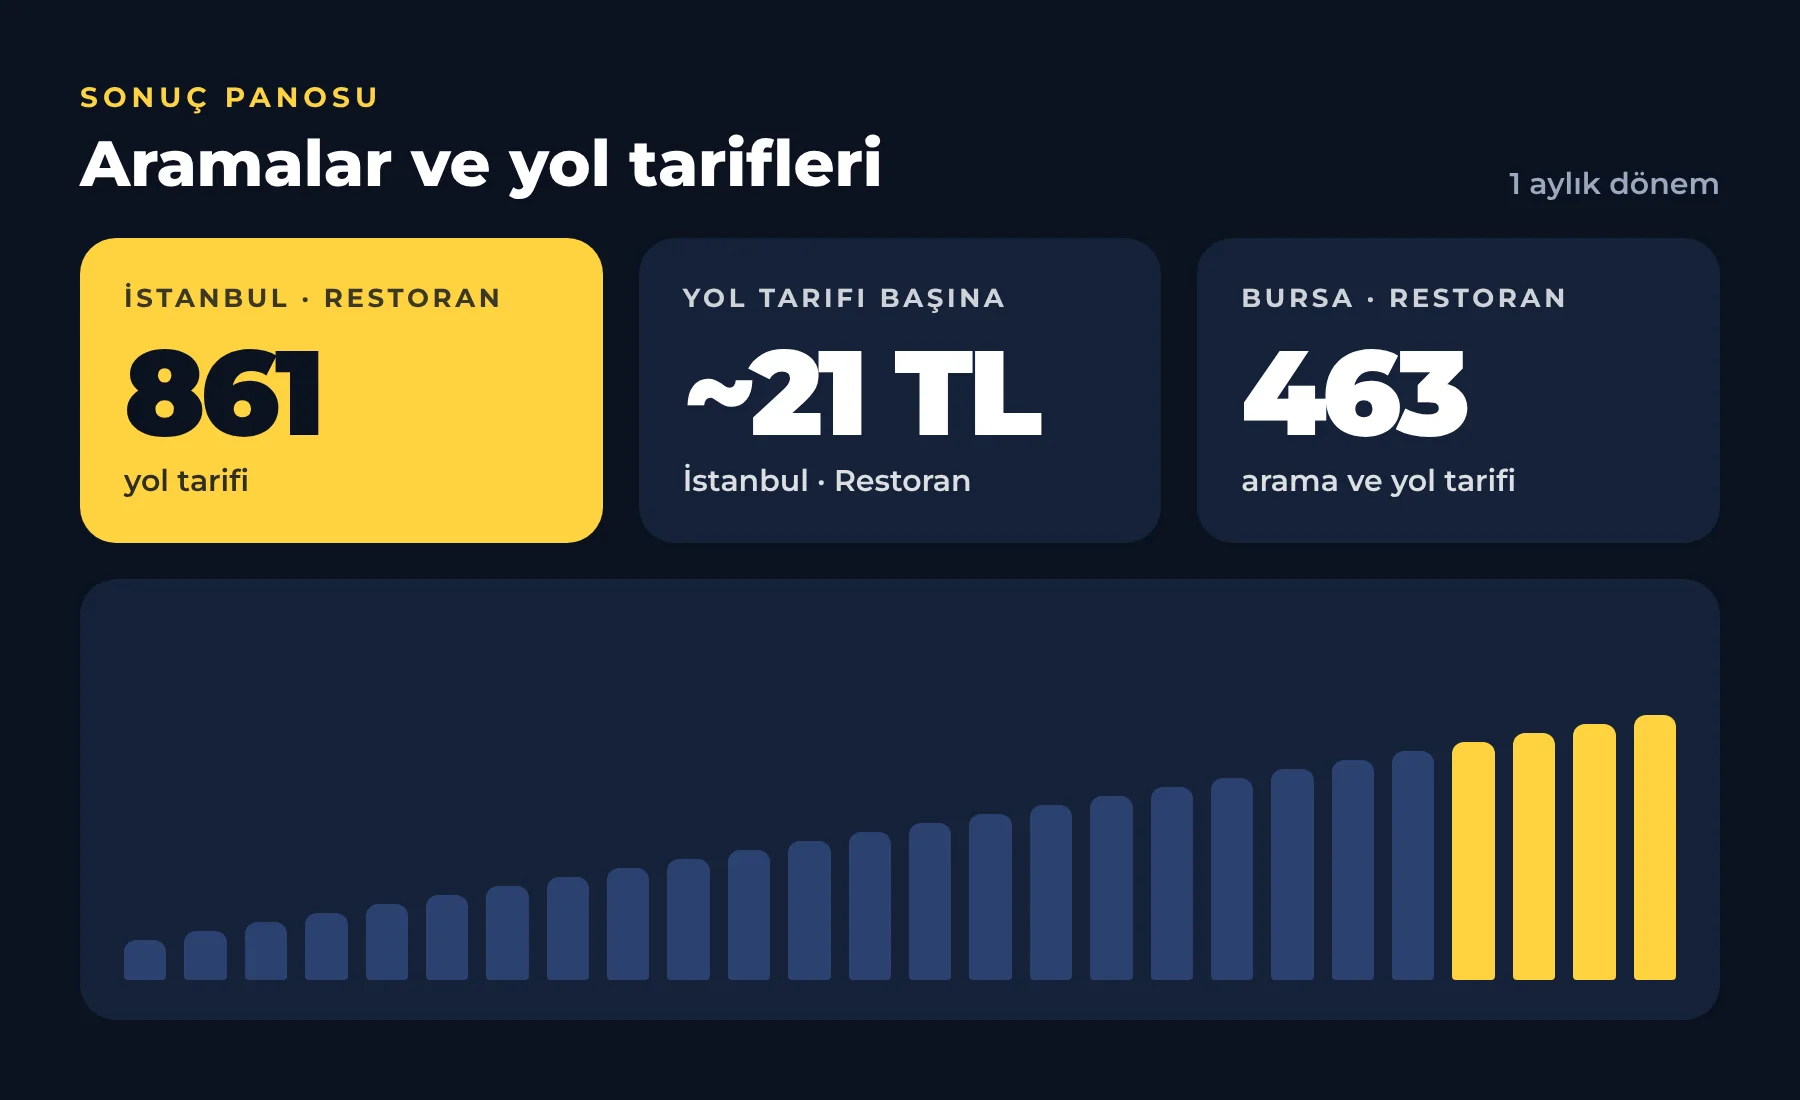 SONUÇ PANOSU
Aramalar ve yol tarifleri
1 aylık dönem
İSTANBUL · RESTORAN
861
yol tarifi
YOL TARIFI BAŞINA
~21 TL
İstanbul · Restoran
BURSA · RESTORAN
463
arama ve yol tarifi